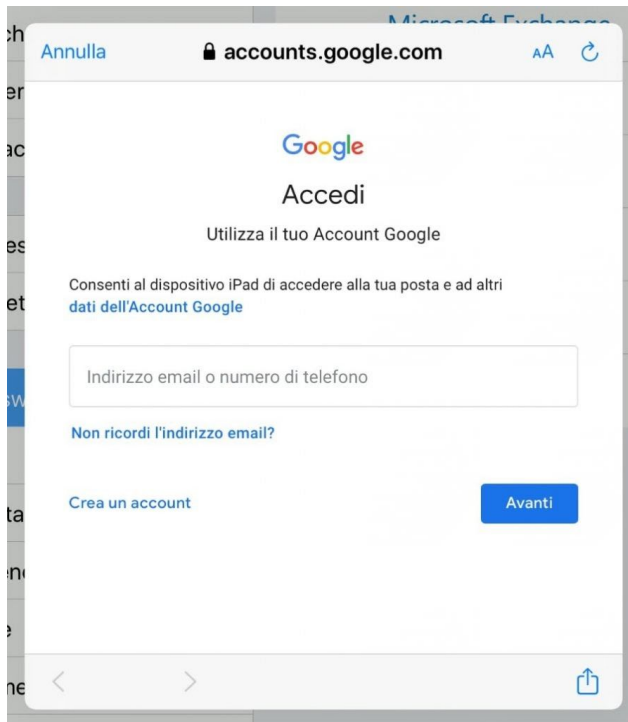 Microsoft Exchange
Annulla
accounts.google.com
AA
Google
Accedi
Utilizza il tuo Account Google
Consenti al dispositivo iPad di accedere alla tua posta e ad altri
dati dell'Account Google
Indirizzo email o numero di telefono
Non ricordi l'indirizzo email?
Crea un account
Avanti